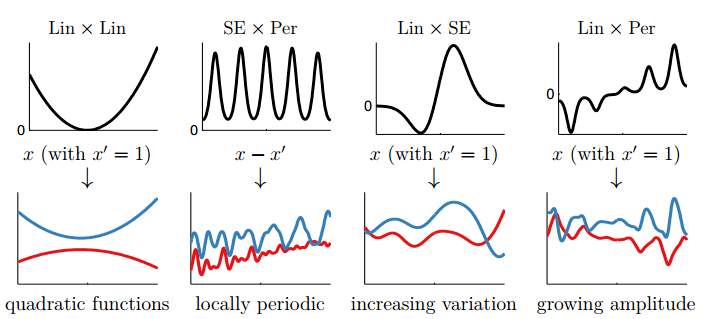 Lin × Lin
SE × Per
Lin × SE
Lin × Per
0
0
0
0
x (with x′ = 1)
x − x′
x (with x′ = 1)
x (with x′ = 1)
↓
↓
↓
↓
quadratic functions
locally periodic
increasing variation
growing amplitude